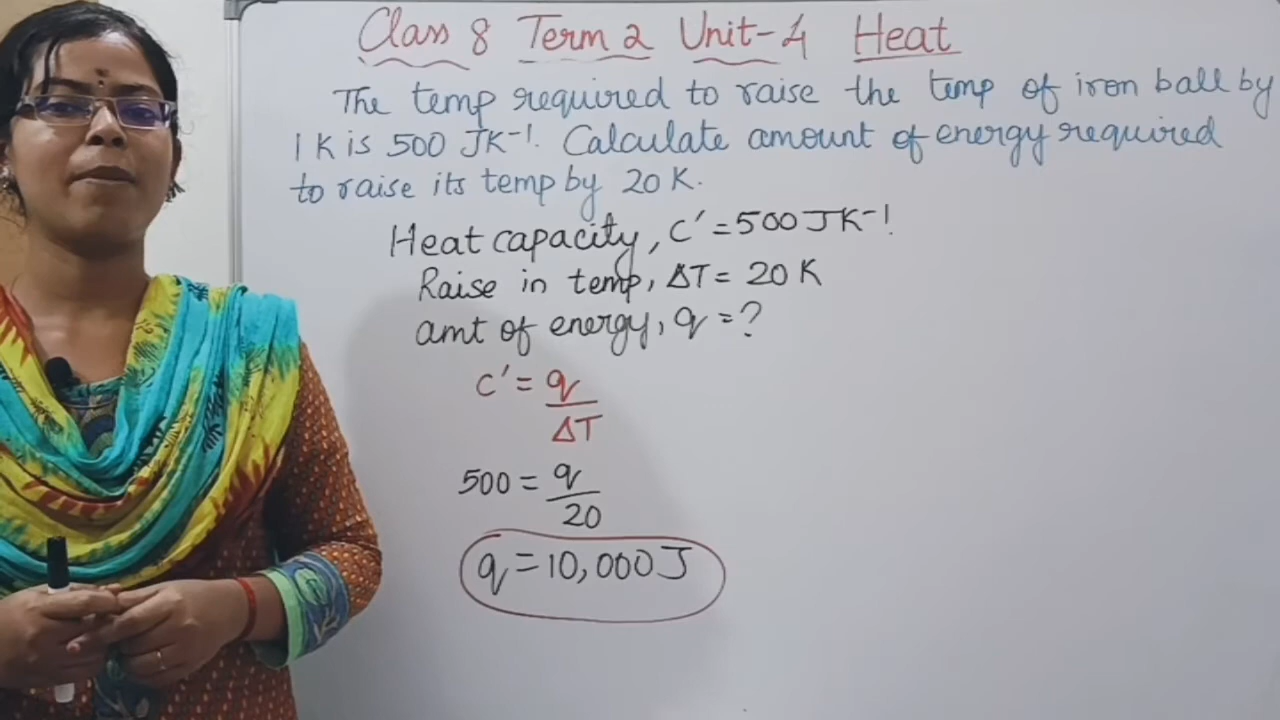 Class 8 Term 2 Unit-4 Heat
The temp required to raise the temp of iron ball by
1 K is 500 JK⁻¹. Calculate amount of energy required
to raise its temp by 20 K.
Heat capacity, C' = 500 JK⁻¹
Raise in temp, ΔT = 20 K
amt of energy, q = ?
C' = q/ΔT
500 = q/20
q = 10,000 J